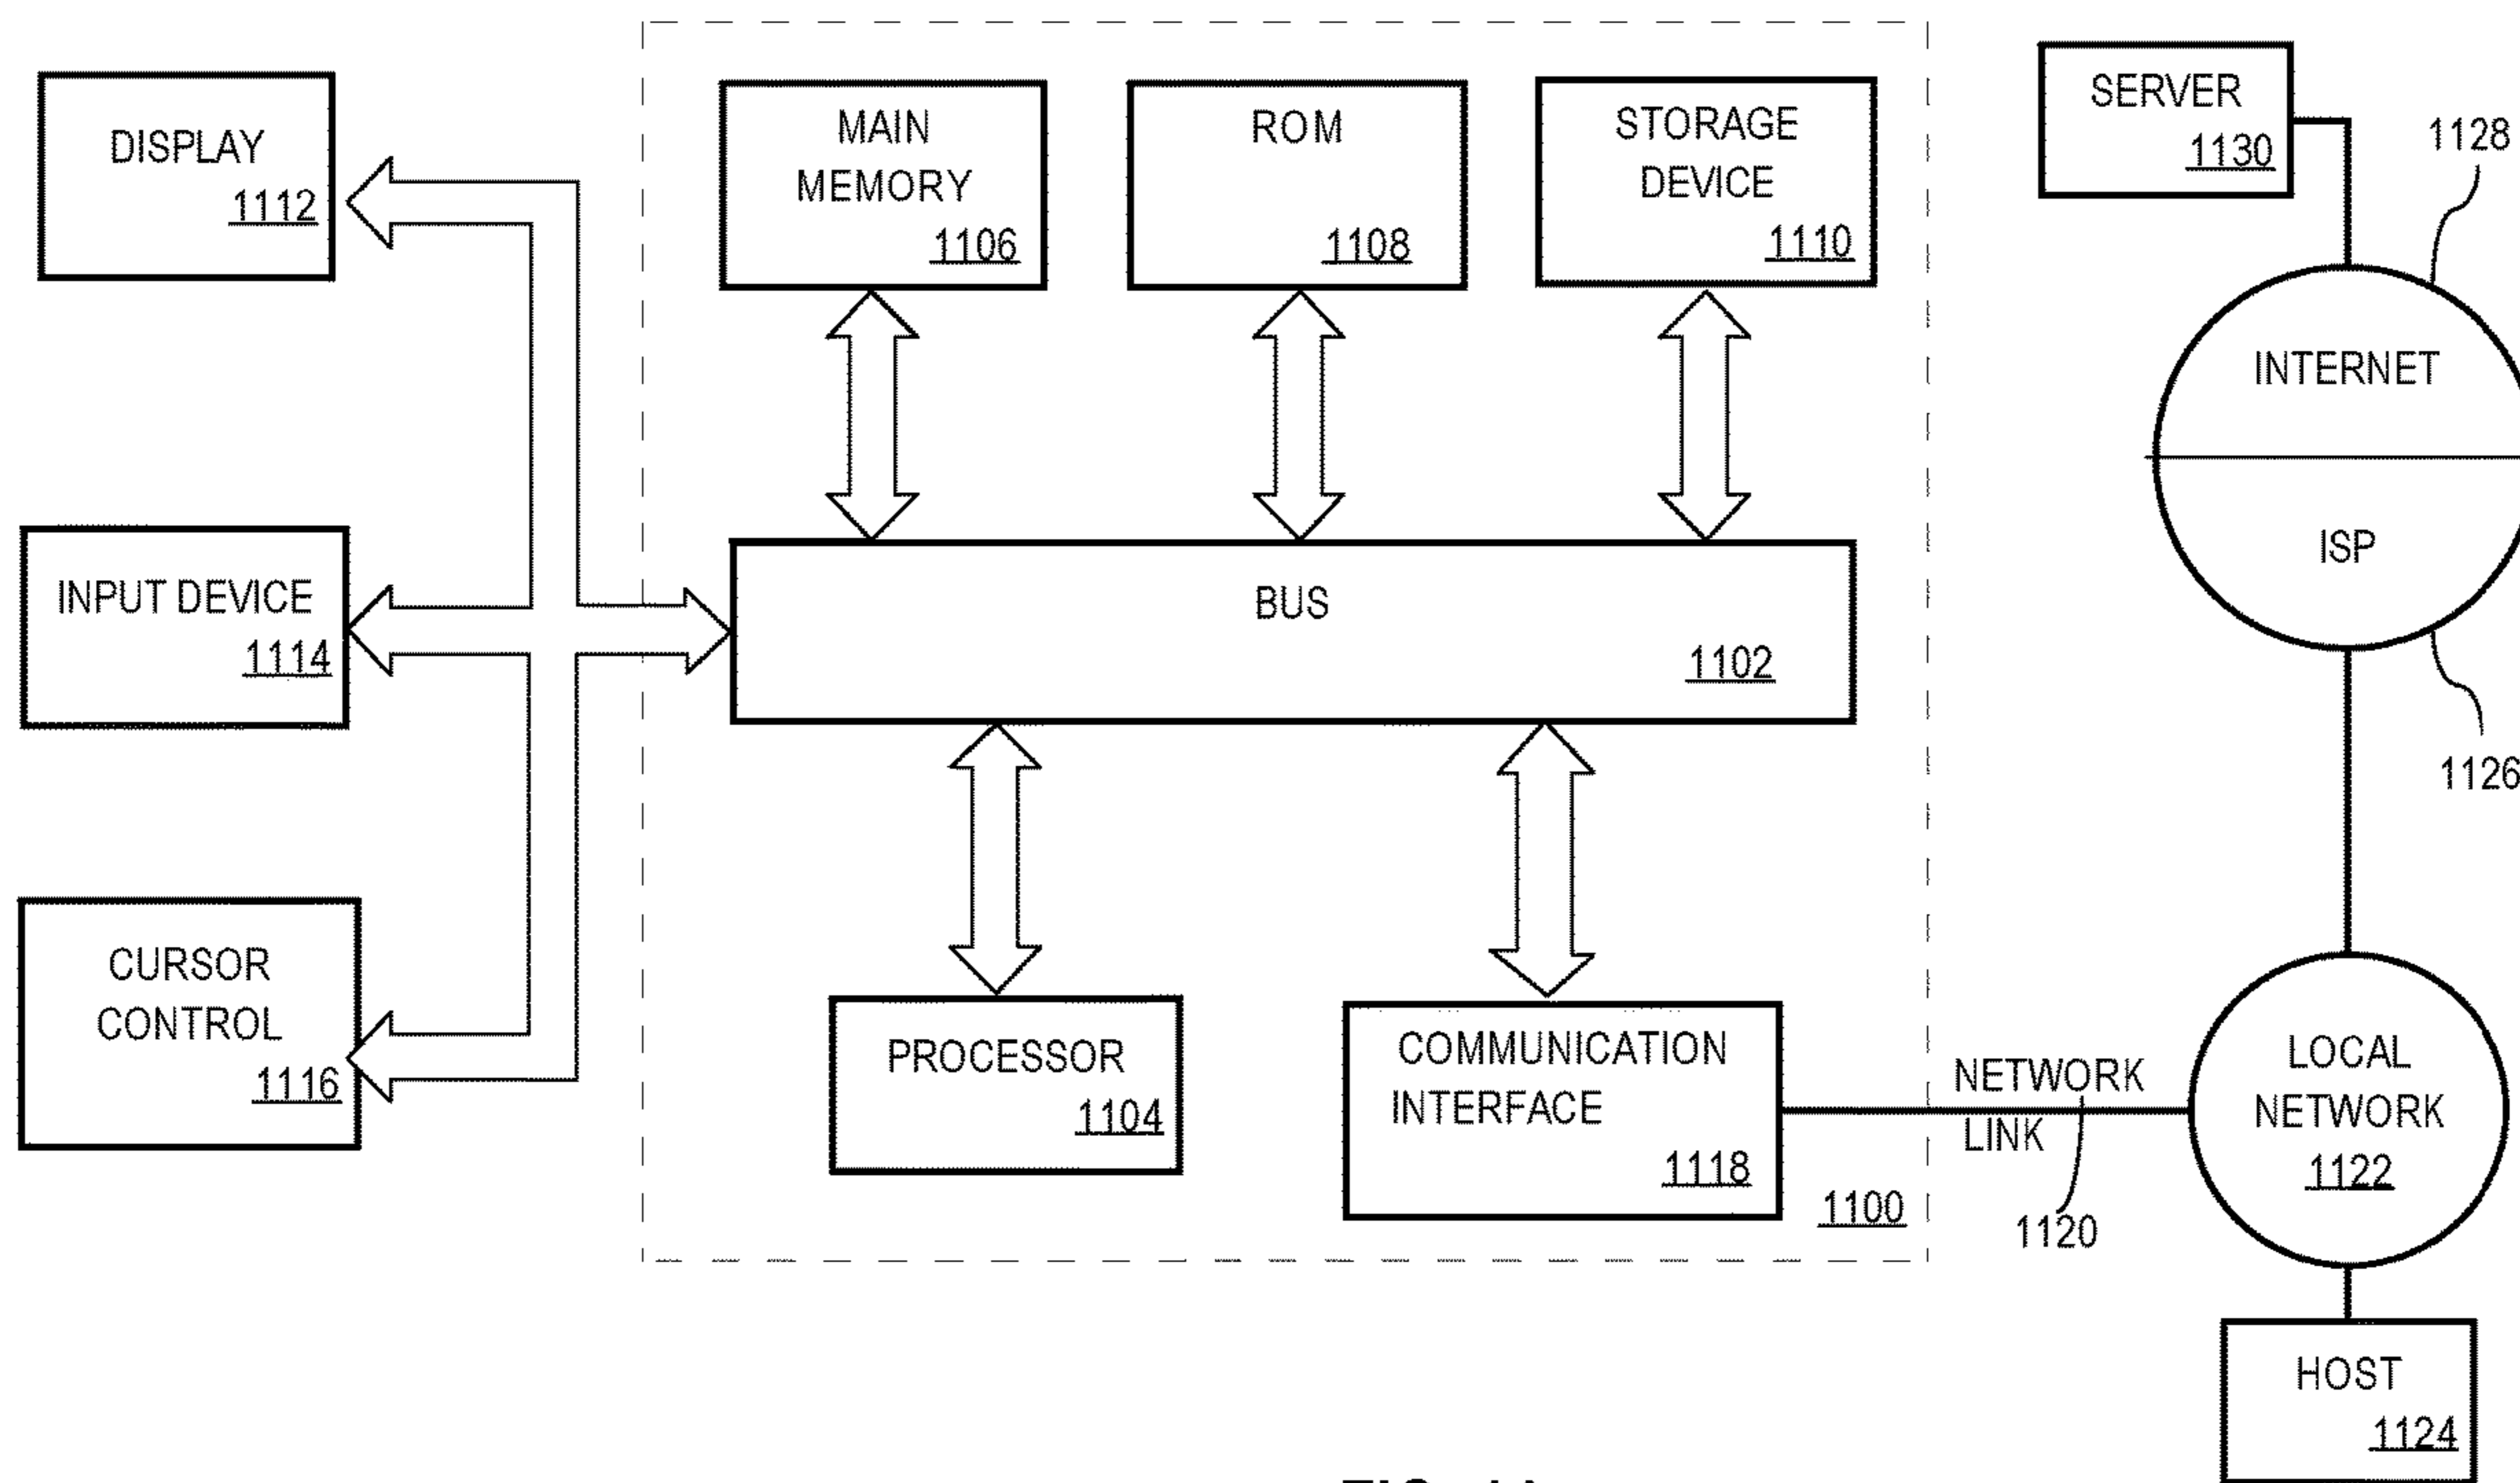 DISPLAY
1112
INPUT DEVICE
1114
CURSOR
CONTROL
1116
MAIN
MEMORY
1106
ROM
1108
STORAGE
DEVICE
1110
BUS
1102
PROCESSOR
1104
COMMUNICATION
INTERFACE
1118
1100
SERVER
1130
1128
INTERNET
ISP
1126
NETWORK
LINK
1120
LOCAL
NETWORK
1122
HOST
1124